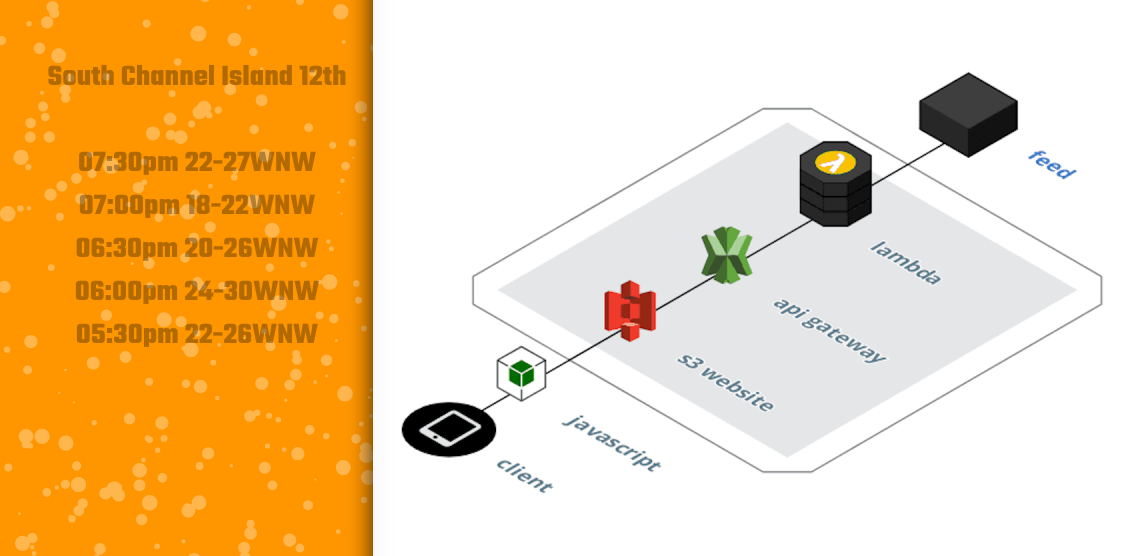 South Channel Island 12th
07:30pm 22-27WNW
07:00pm 18-22WNW
06:30pm 20-26WNW
06:00pm 24-30WNW
05:30pm 22-26WNW
feed
lambda
api gateway
s3 website
javascript
client